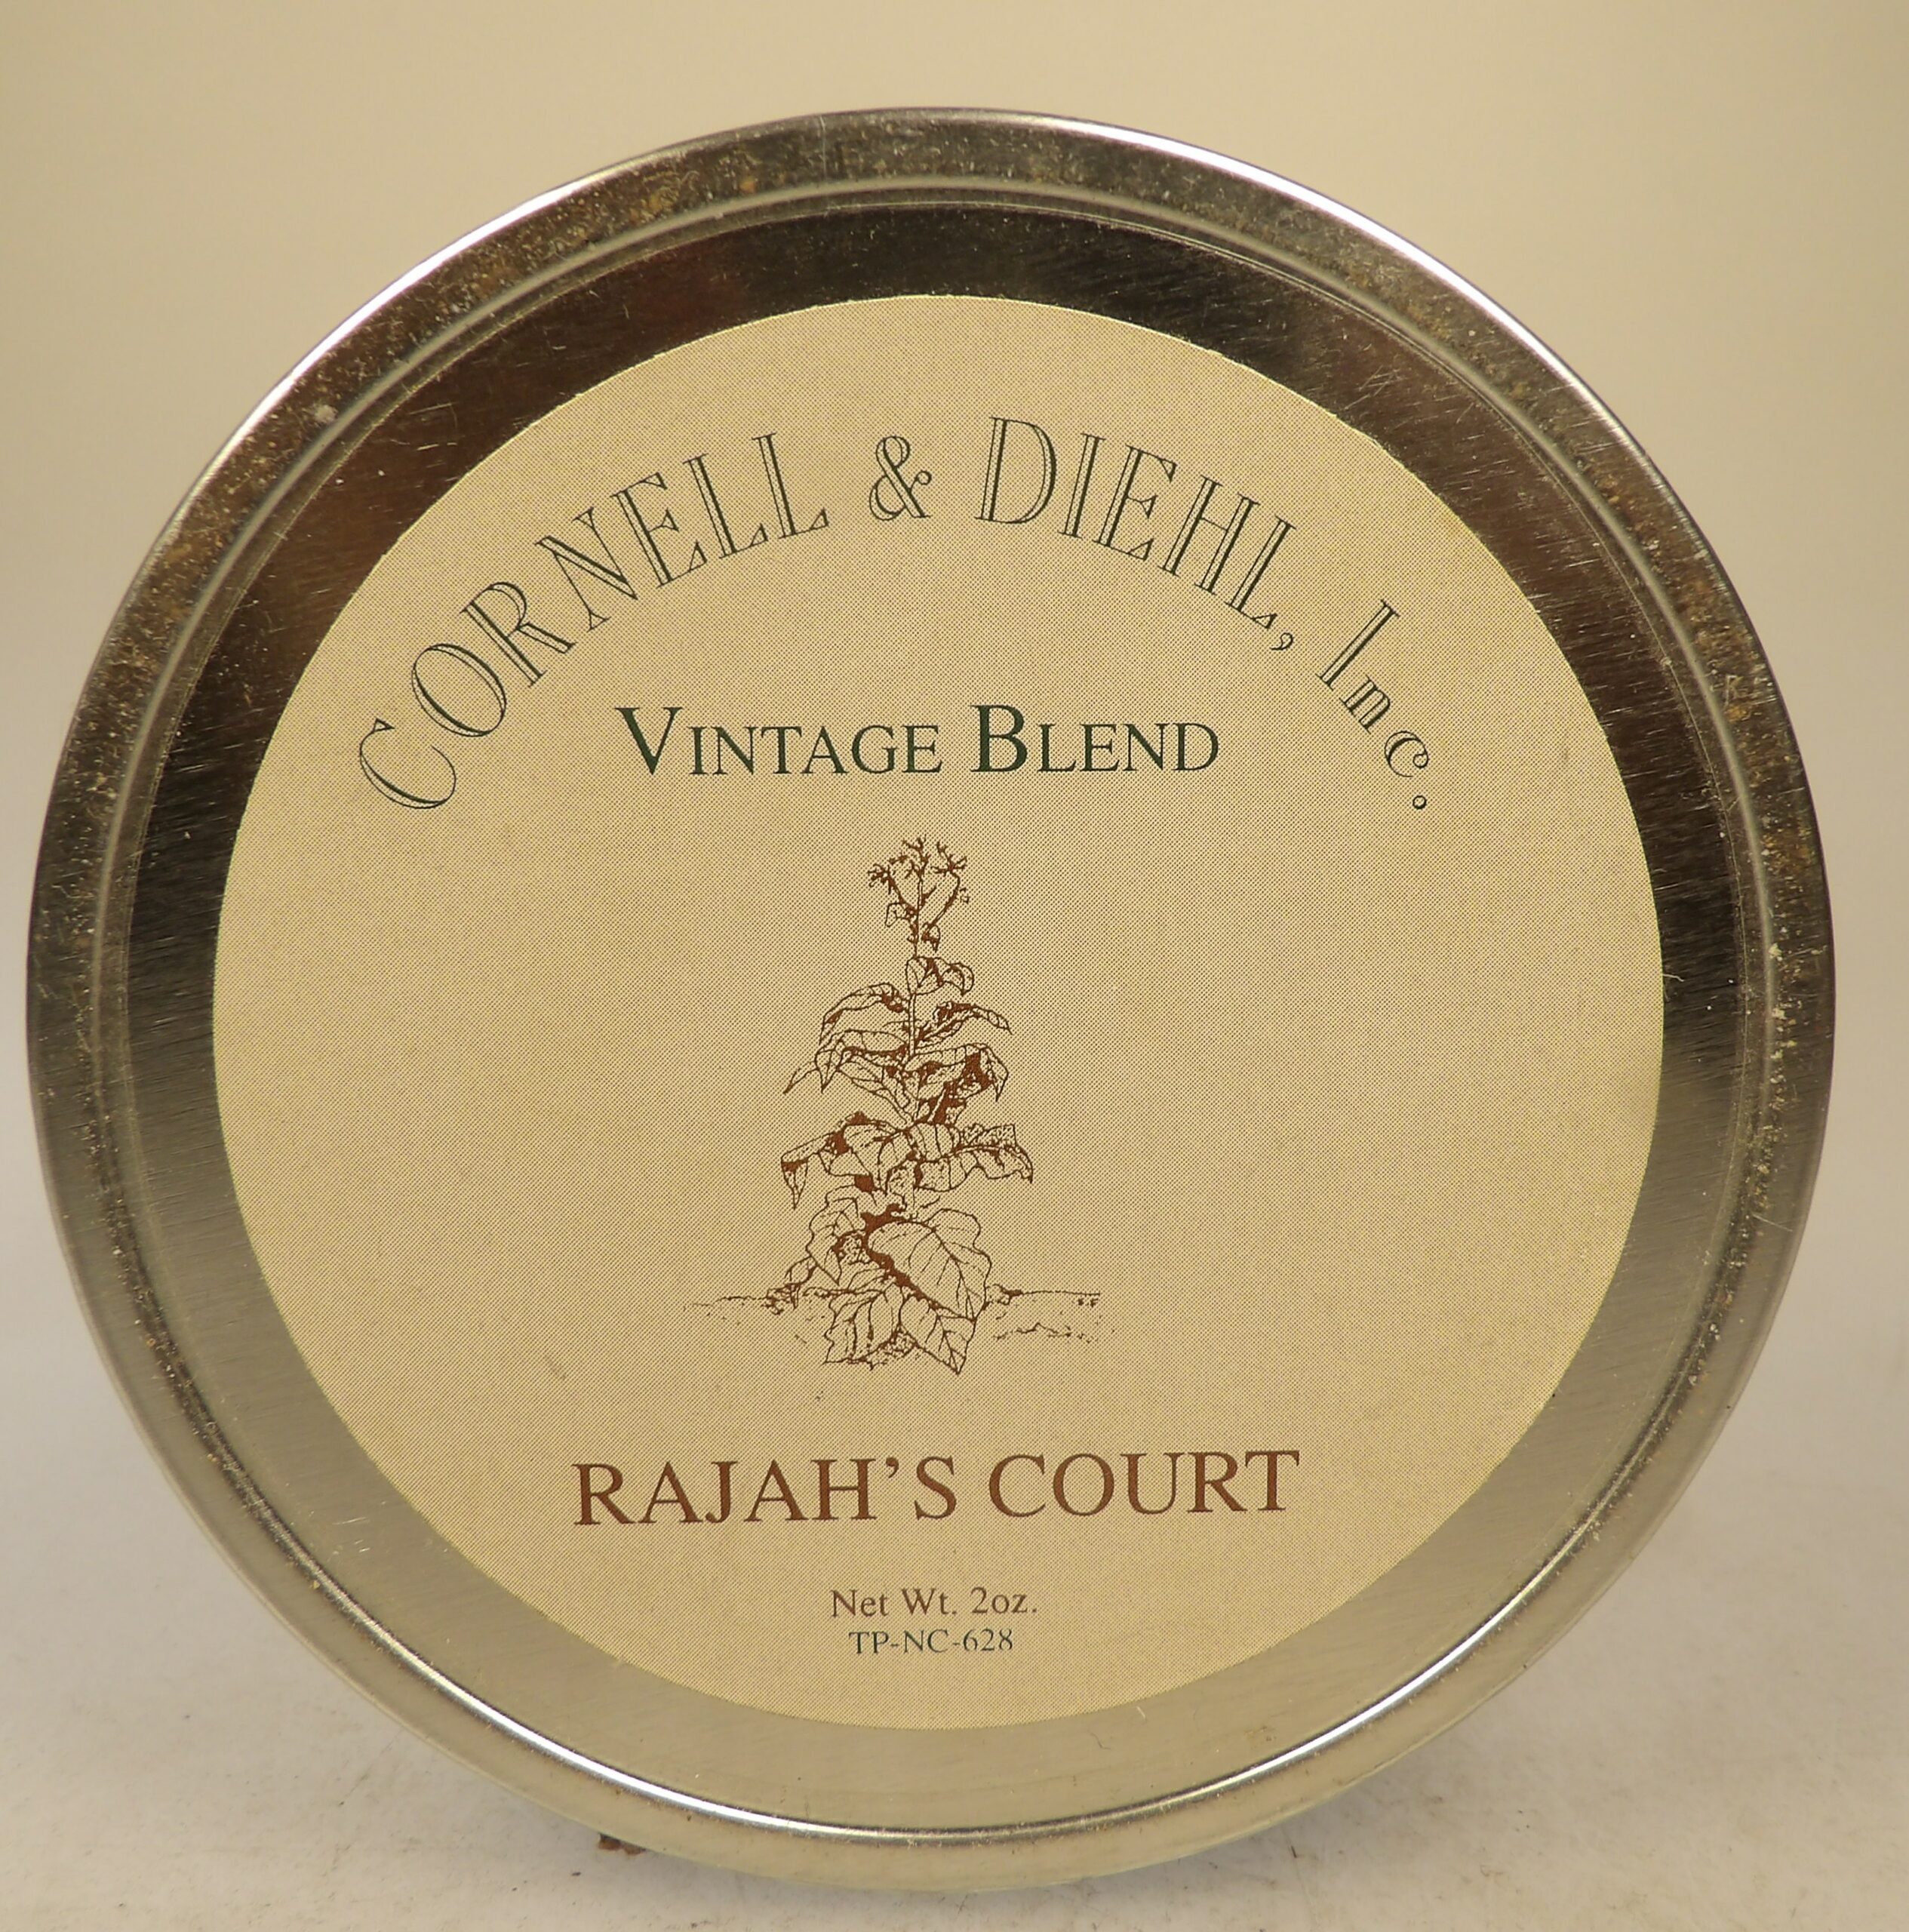 CORNELL & DIEHL, Inc.
VINTAGE BLEND
RAJAH'S COURT
Net Wt. 2oz.
TP-NC-628